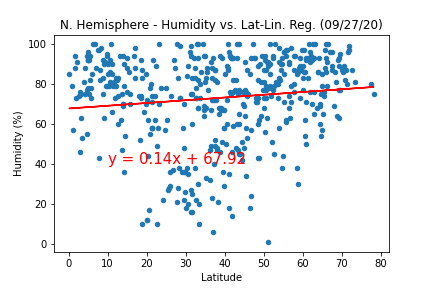 N. Hemisphere - Humidity vs. Lat-Lin. Reg. (09/27/20)
100
80
60
40
20
0
Humidity (%)
y = 0.14x + 67.92
0 10 20 30 40 50 60 70 80
Latitude